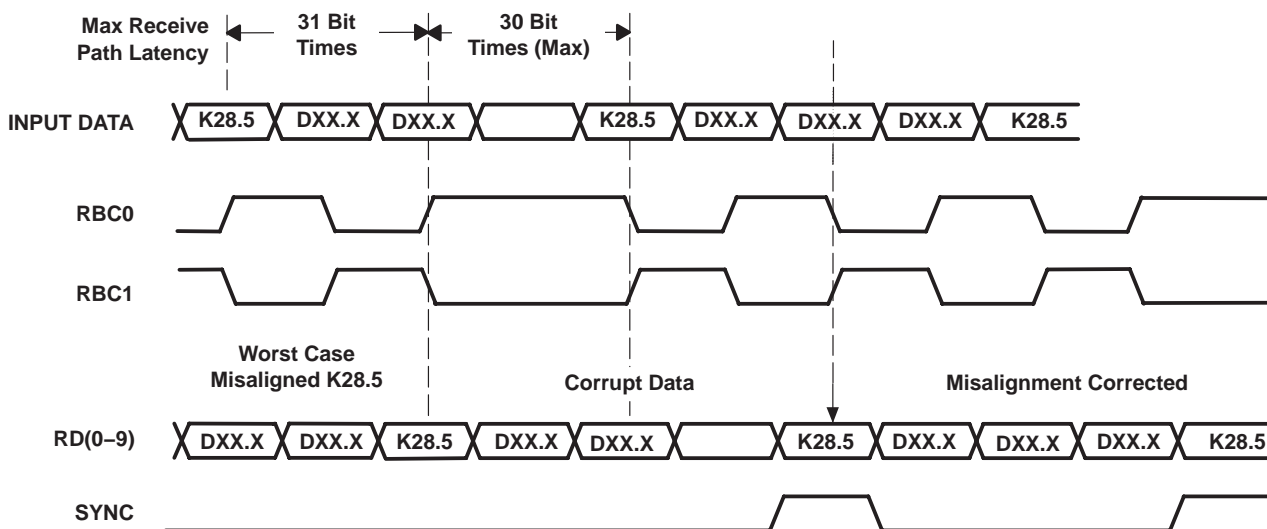 Max Receive
Path Latency
31 Bit
Times
30 Bit
Times (Max)
INPUT DATA
K28.5 DXX.X DXX.X K28.5 DXX.X DXX.X DXX.X K28.5
RBC0
RBC1
Worst Case
Misaligned K28.5
Corrupt Data
Misalignment Corrected
RD(0–9)
DXX.X DXX.X K28.5 DXX.X DXX.X K28.5 DXX.X DXX.X DXX.X K28.5
SYNC